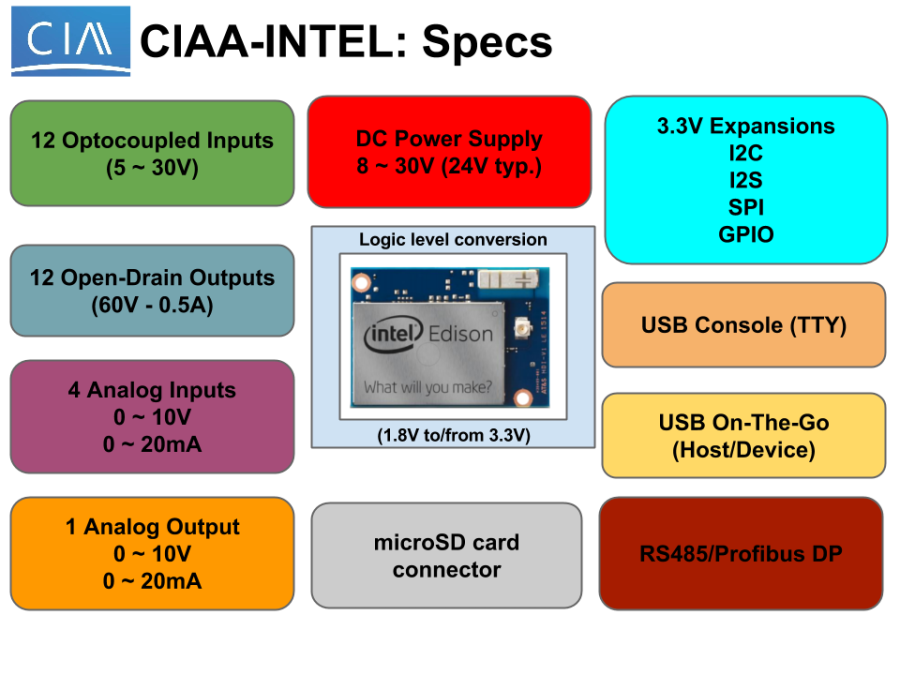 CIAA
CIAA-INTEL: Specs
12 Optocoupled Inputs
(5 ~ 30V)
DC Power Supply
8 ~ 30V (24V typ.)
3.3V Expansions
I2C
I2S
SPI
GPIO
Logic level conversion
intel Edison
What will you make?
(1.8V to/from 3.3V)
12 Open-Drain Outputs
(60V - 0.5A)
USB Console (TTY)
4 Analog Inputs
0 ~ 10V
0 ~ 20mA
USB On-The-Go
(Host/Device)
1 Analog Output
0 ~ 10V
0 ~ 20mA
microSD card
connector
RS485/Profibus DP